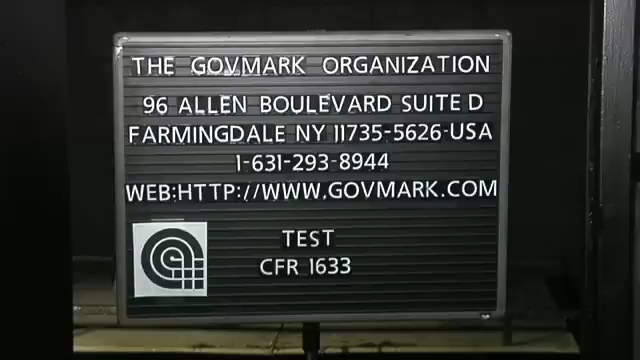 THE GOVMARK ORGANIZATION
96 ALLEN BOULEVARD SUITE D
FARMINGDALE NY 11735-5626-USA
1-631-293-8944
WEB:HTTP://WWW.GOVMARK.COM
TEST
CFR 1633